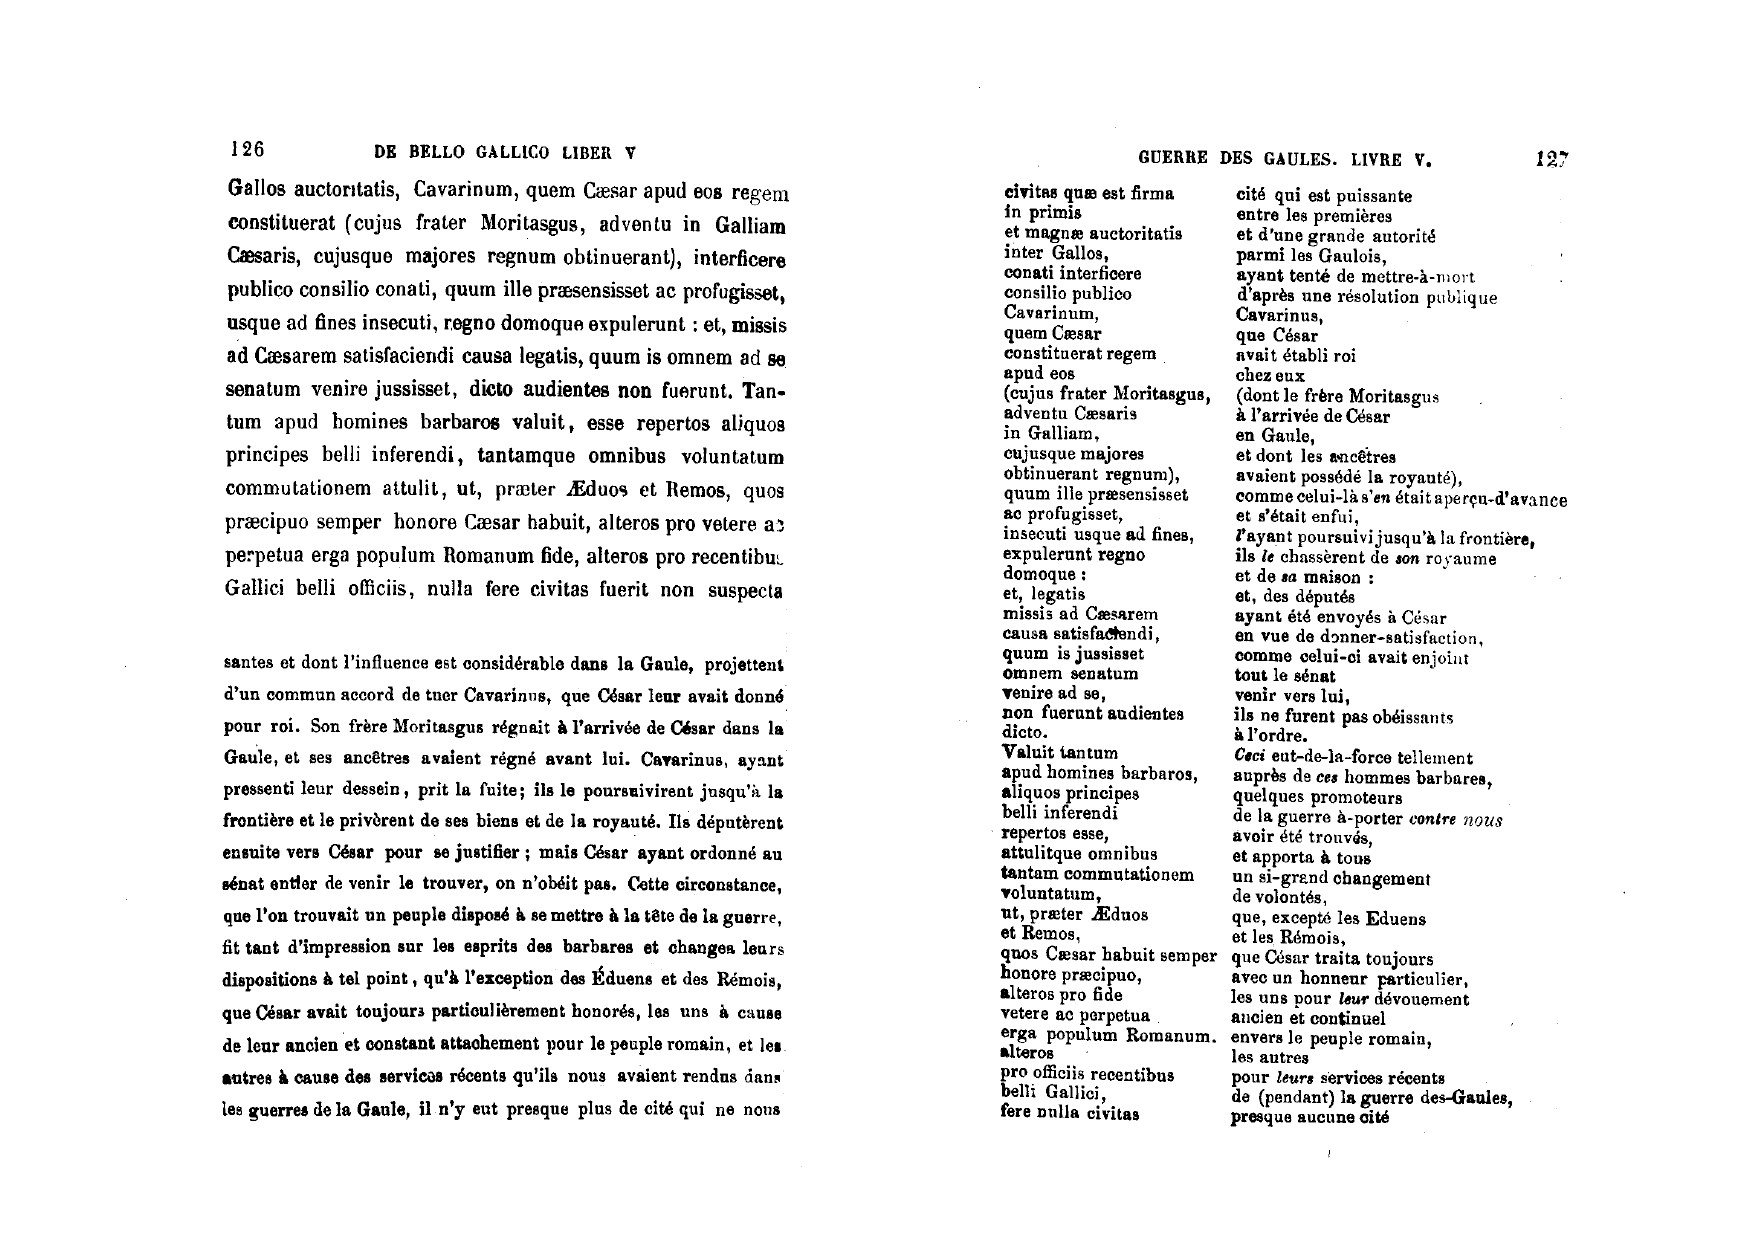 126 DE BELLO GALLICO LIBER V
Gallos auctoritatis, Cavarinum, quem Cæsar apud eos regem
constituerat (cujus frater Moritasgus, adventu in Galliam
Cæsaris, cujusque majores regnum obtinuerant), interficere
publico consilio conati, quum ille præsensisset ac profugisset,
usque ad fines insecuti, regno domoque expulerunt : et, missis
ad Cæsarem satisfaciendi causa legatis, quum is omnem ad se
senatum venire jussisset, dicto audientes non fuerunt. Tan-
tum apud homines barbaros valuit, esse repertos aliquos
principes belli inferendi, tantamque omnibus voluntatum
commutationem attulit, ut, præter Æduos et Remos, quos
præcipuo semper honore Cæsar habuit, alteros pro vetere ac
perpetua erga populum Romanum fide, alteros pro recentibus
Gallici belli officiis, nulla fere civitas fuerit non suspecta
santes et dont l'influence est considérable dans la Gaule, projettent
d'un commun accord de tuer Cavarinus, que César leur avait donné
pour roi. Son frère Moritasgus régnait à l'arrivée de César dans la
Gaule, et ses ancêtres avaient régné avant lui. Cavarinus, ayant
pressenti leur dessein, prit la fuite; ils le poursuivirent jusqu'à la
frontière et le privèrent de ses biens et de la royauté. Ils députèrent
ensuite vers César pour se justifier ; mais César ayant ordonné au
sénat entier de venir le trouver, on n'obéit pas. Cette circonstance,
que l'on trouvait un peuple disposé à se mettre à la tête de la guerre,
fit tant d'impression sur les esprits des barbares et changea leurs
dispositions à tel point, qu'à l'exception des Éduens et des Rémois,
que César avait toujours particulièrement honorés, les uns à cause
de leur ancien et constant attachement pour le peuple romain, et les
autres à cause des services récents qu'ils nous avaient rendus dans
les guerres de la Gaule, il n'y eut presque plus de cité qui ne nous
GUERRE DES GAULES. LIVRE V. 127
civitas quæ est firma
in primis
et magnæ auctoritatis
inter Gallos,
conati interficere
consilio publico
Cavarinum,
quem Cæsar
constituerat regem
apud eos
(cujus frater Moritasgus,
adventu Cæsaris
in Galliam,
cujusque majores
obtinuerant regnum),
quum ille præsensisset
ac profugisset,
insecuti usque ad fines,
expulerunt regno
domoque :
et, legatis
missis ad Cæsarem
causa satisfaciendi,
quum is jussisset
omnem senatum
venire ad se,
non fuerunt audientes
dicto.
Valuit tantum
apud homines barbaros,
aliquos principes
belli inferendi
repertos esse,
attulitque omnibus
tantam commutationem
voluntatum,
ut, præter Æduos
et Remos,
quos Cæsar habuit semper
honore præcipuo,
alteros pro fide
vetere ac perpetua
erga populum Romanum.
alteros
pro officiis recentibus
belli Gallici,
fere nulla civitas
cité qui est puissante
entre les premières
et d'une grande autorité
parmi les Gaulois,
ayant tenté de mettre-à-mort
d'après une résolution publique
Cavarinus,
que César
avait établi roi
chez eux
(dont le frère Moritasgus
à l'arrivée de César
en Gaule,
et dont les ancêtres
avaient possédé la royauté),
comme celui-là s'en était aperçu-d'avance
et s'était enfui,
l'ayant poursuivi jusqu'à la frontière,
ils le chassèrent de son royaume
et de sa maison :
et, des députés
ayant été envoyés à César
en vue de donner-satisfaction,
comme celui-ci avait enjoint
tout le sénat
venir vers lui,
ils ne furent pas obéissants
à l'ordre.
Ceci eut-de-la-force tellement
auprès de ces hommes barbares,
quelques promoteurs
de la guerre à-porter contre nous
avoir été trouvés,
et apporta à tous
un si-grand changement
de volontés,
que, excepté les Eduens
et les Rémois,
que César traita toujours
avec un honneur particulier,
les uns pour leur dévouement
ancien et continuel
envers le peuple romain,
les autres
pour leurs services récents
de (pendant) la guerre des-Gaules,
presque aucune cité